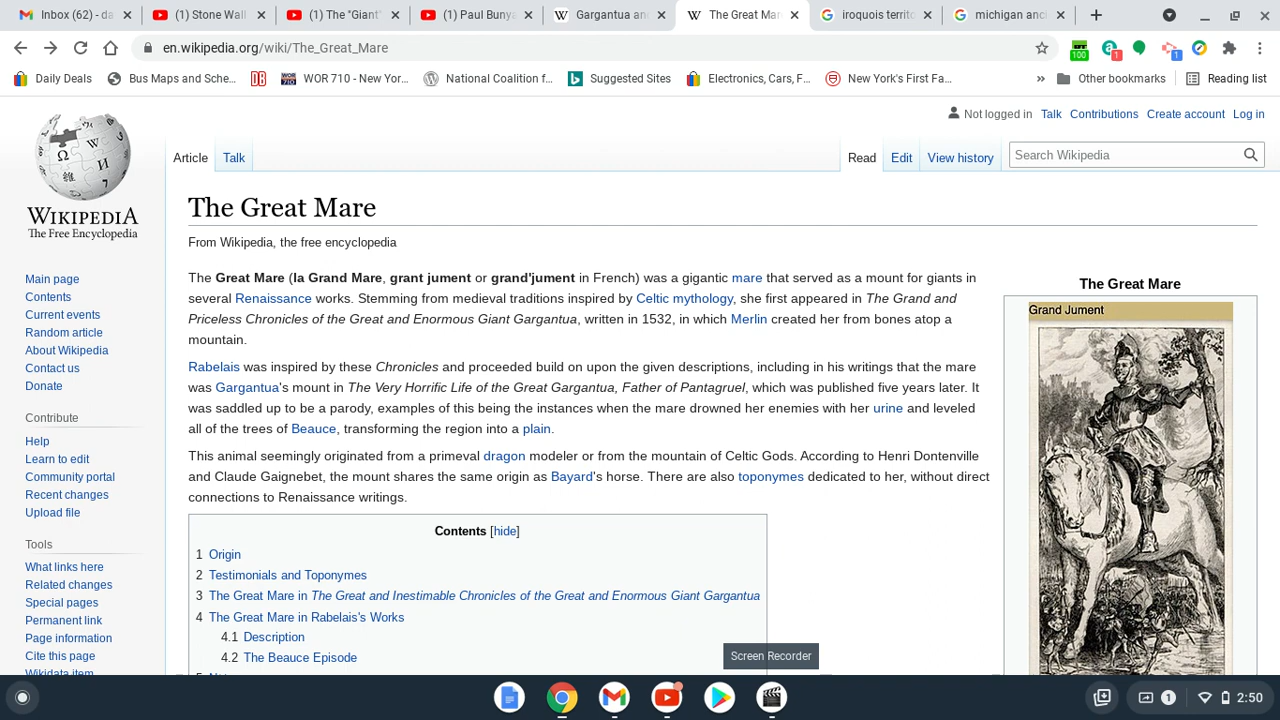 Inbox (62) - da
(1) Stone Wall
(1) The "Giant"
(1) Paul Bunya
Gargantua an
The Great Mar
iroquois territo
michigan anci
en.wikipedia.org/wiki/The_Great_Mare
100
1
1
Daily Deals
Bus Maps and Sche...
DB
WOR 710 - New Yor...
National Coalition f...
Suggested Sites
Electronics, Cars, F...
New York's First Fa...
»
Other bookmarks
Reading list
Not logged in
Talk
Contributions
Create account
Log in
WIKIPEDIA
The Free Encyclopedia
Article
Talk
Read
Edit
View history
Search Wikipedia
The Great Mare
From Wikipedia, the free encyclopedia
Main page
Contents
Current events
Random article
About Wikipedia
Contact us
Donate
Contribute
Help
Learn to edit
Community portal
Recent changes
Upload file
Tools
What links here
Related changes
Special pages
Permanent link
Page information
Cite this page
Wikidata item
The Great Mare (la Grand Mare, grant jument or grand'jument in French) was a gigantic mare that served as a mount for giants in
several Renaissance works. Stemming from medieval traditions inspired by Celtic mythology, she first appeared in The Grand and
Priceless Chronicles of the Grand and Enormous Giant Gargantua, written in 1532, in which Merlin created her from bones atop a
mountain.
Rabelais was inspired by these Chronicles and proceeded build on upon the given descriptions, including in his writings that the mare
was Gargantua's mount in The Very Horrific Life of the Great Gargantua, Father of Pantagruel, which was published five years later. It
was saddled up to be a parody, examples of this being the instances when the mare drowned her enemies with her urine and leveled
all of the trees of Beauce, transforming the region into a plain.
This animal seemingly originated from a primeval dragon modeler or from the mountain of Celtic Gods. According to Henri Dontenville
and Claude Gaignebet, the mount shares the same origin as Bayard's horse. There are also toponymes dedicated to her, without direct
connections to Renaissance writings.
The Great Mare
Grand Jument
Contents [hide]
1 Origin
2 Testimonials and Toponymes
3 The Great Mare in The Great and Inestimable Chronicles of the Great and Enormous Giant Gargantua
4 The Great Mare in Rabelais's Works
4.1 Description
4.2 The Beauce Episode
Screen Recorder
1
2:50